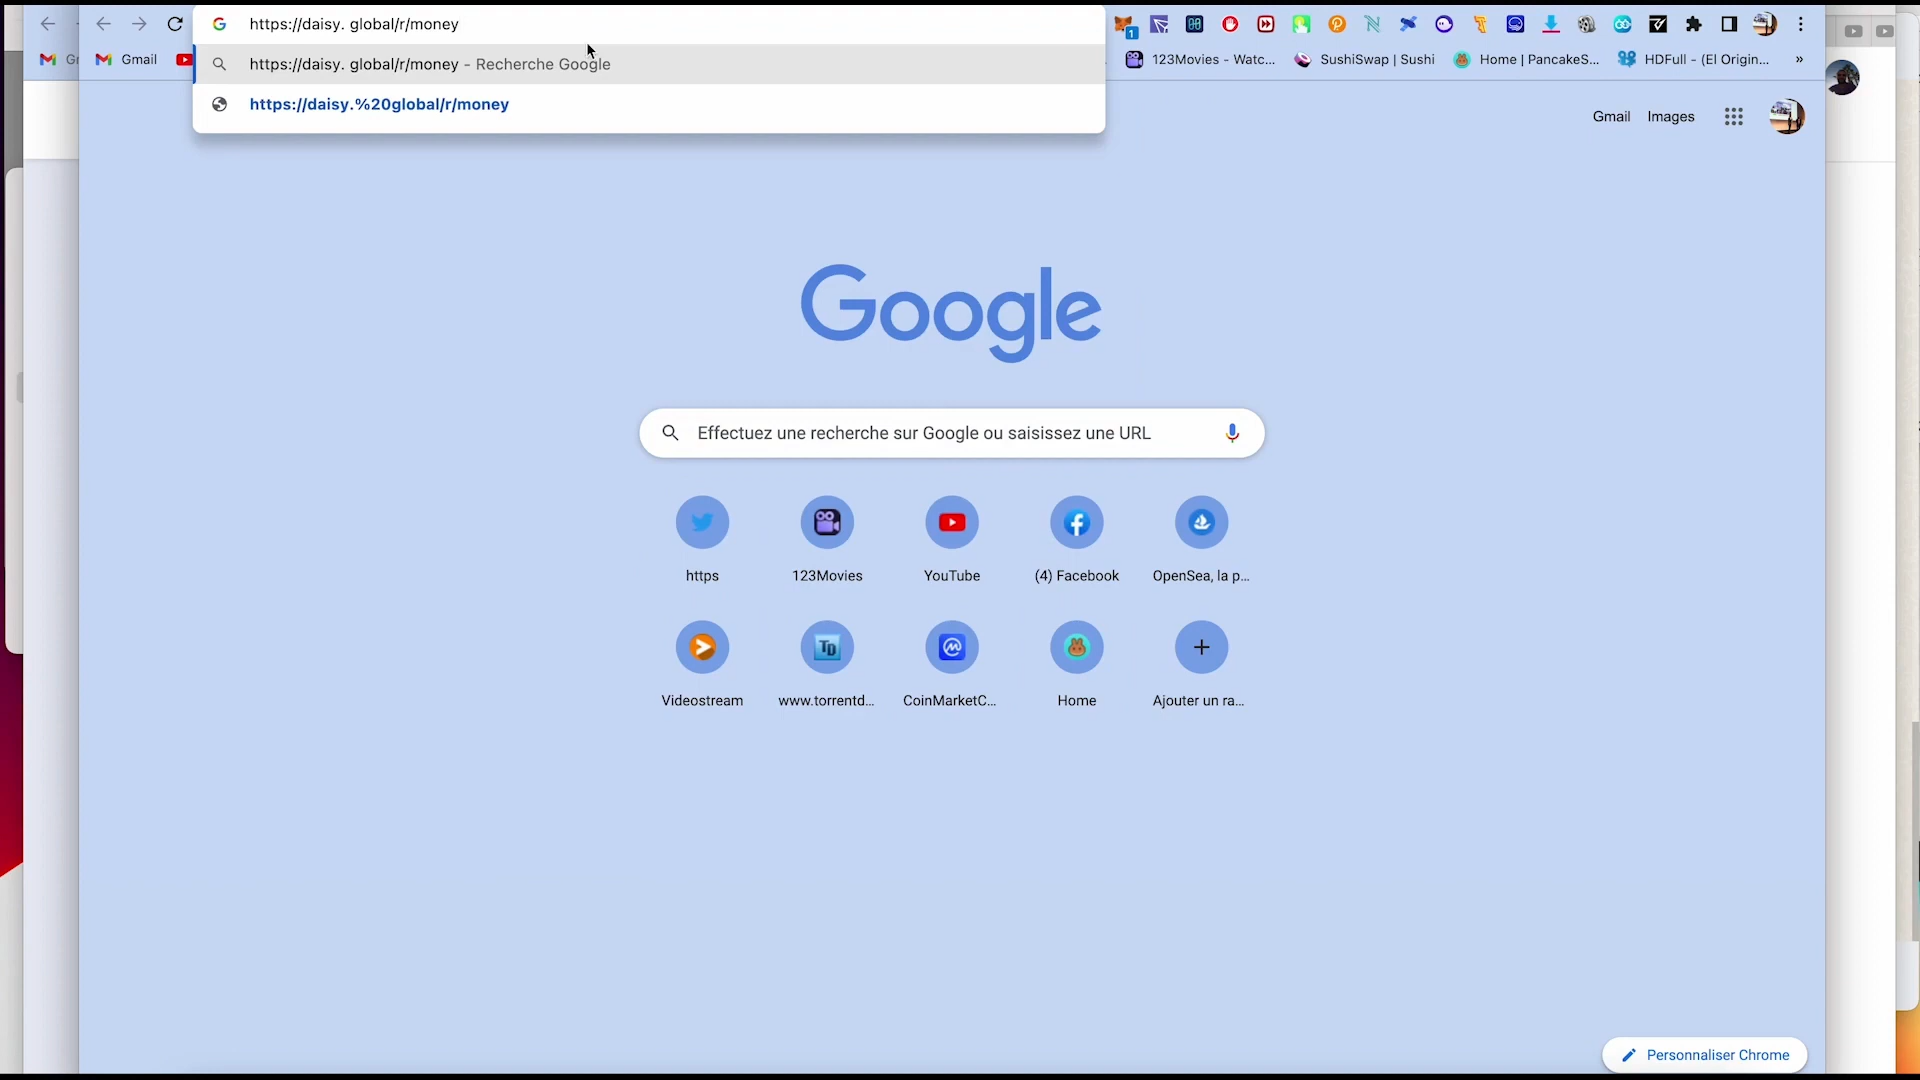 https://daisy. global/r/money
https://daisy. global/r/money - Recherche Google
https://daisy.%20global/r/money
Gmail
123Movies - Watc...
SushiSwap | Sushi
Home | PancakeS...
HDFull - (El Origin...
»
Gmail Images
Google
Effectuez une recherche sur Google ou saisissez une URL
https
123Movies
YouTube
(4) Facebook
OpenSea, la p...
Videostream
www.torrentd...
CoinMarketC...
Home
Ajouter un ra...
Personnaliser Chrome